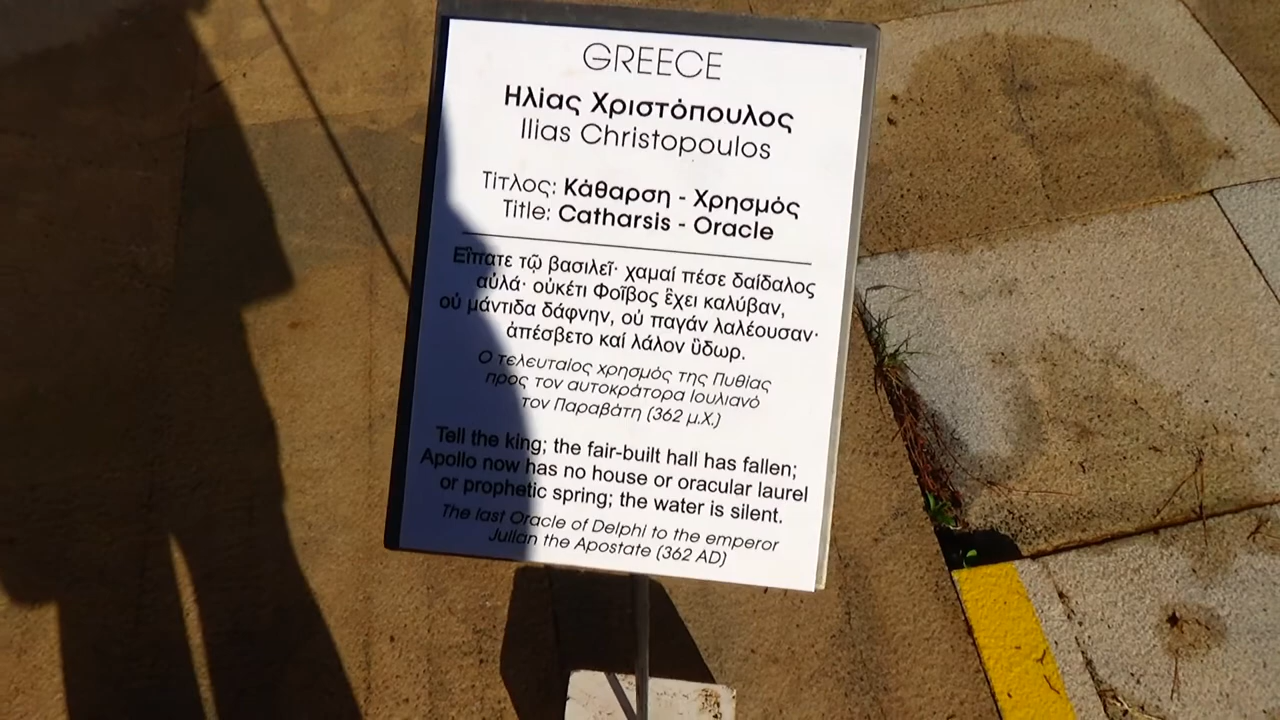 GREECE
Ηλίας Χριστόπουλος
Ilias Christopoulos
Τίτλος: Κάθαρση - Χρησμός
Title: Catharsis - Oracle
Εἴπατε τῷ βασιλεῖ· χαμαί πέσε δαίδαλος
αὐλά· οὐκέτι Φοῖβος ἔχει καλύβαν,
οὐ μάντιδα δάφνην, οὐ παγάν λαλέουσαν·
ἀπέσβετο καί λάλον ὕδωρ.
Ο τελευταίος χρησμός της Πυθίας
προς τον αυτοκράτορα Ιουλιανό
τον Παραβάτη (362 μ.Χ.)
Tell the king; the fair-built hall has fallen;
Apollo now has no house or oracular laurel
or prophetic spring; the water is silent.
The last Oracle of Delphi to the emperor
Julian the Apostate (362 AD)